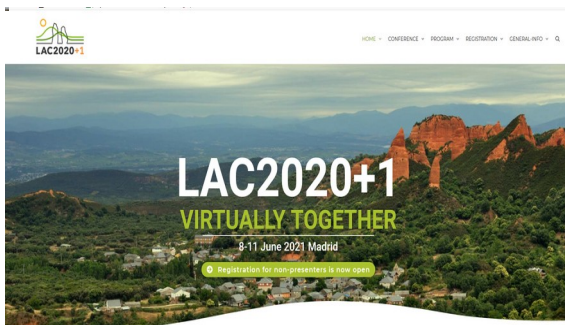 LAC2020+1
HOME
CONFERENCE
PROGRAM
REGISTRATION
GENERAL-INFO
LAC2020+1
VIRTUALLY TOGETHER
8-11 June 2021 Madrid
Registration for non-presenters is now open